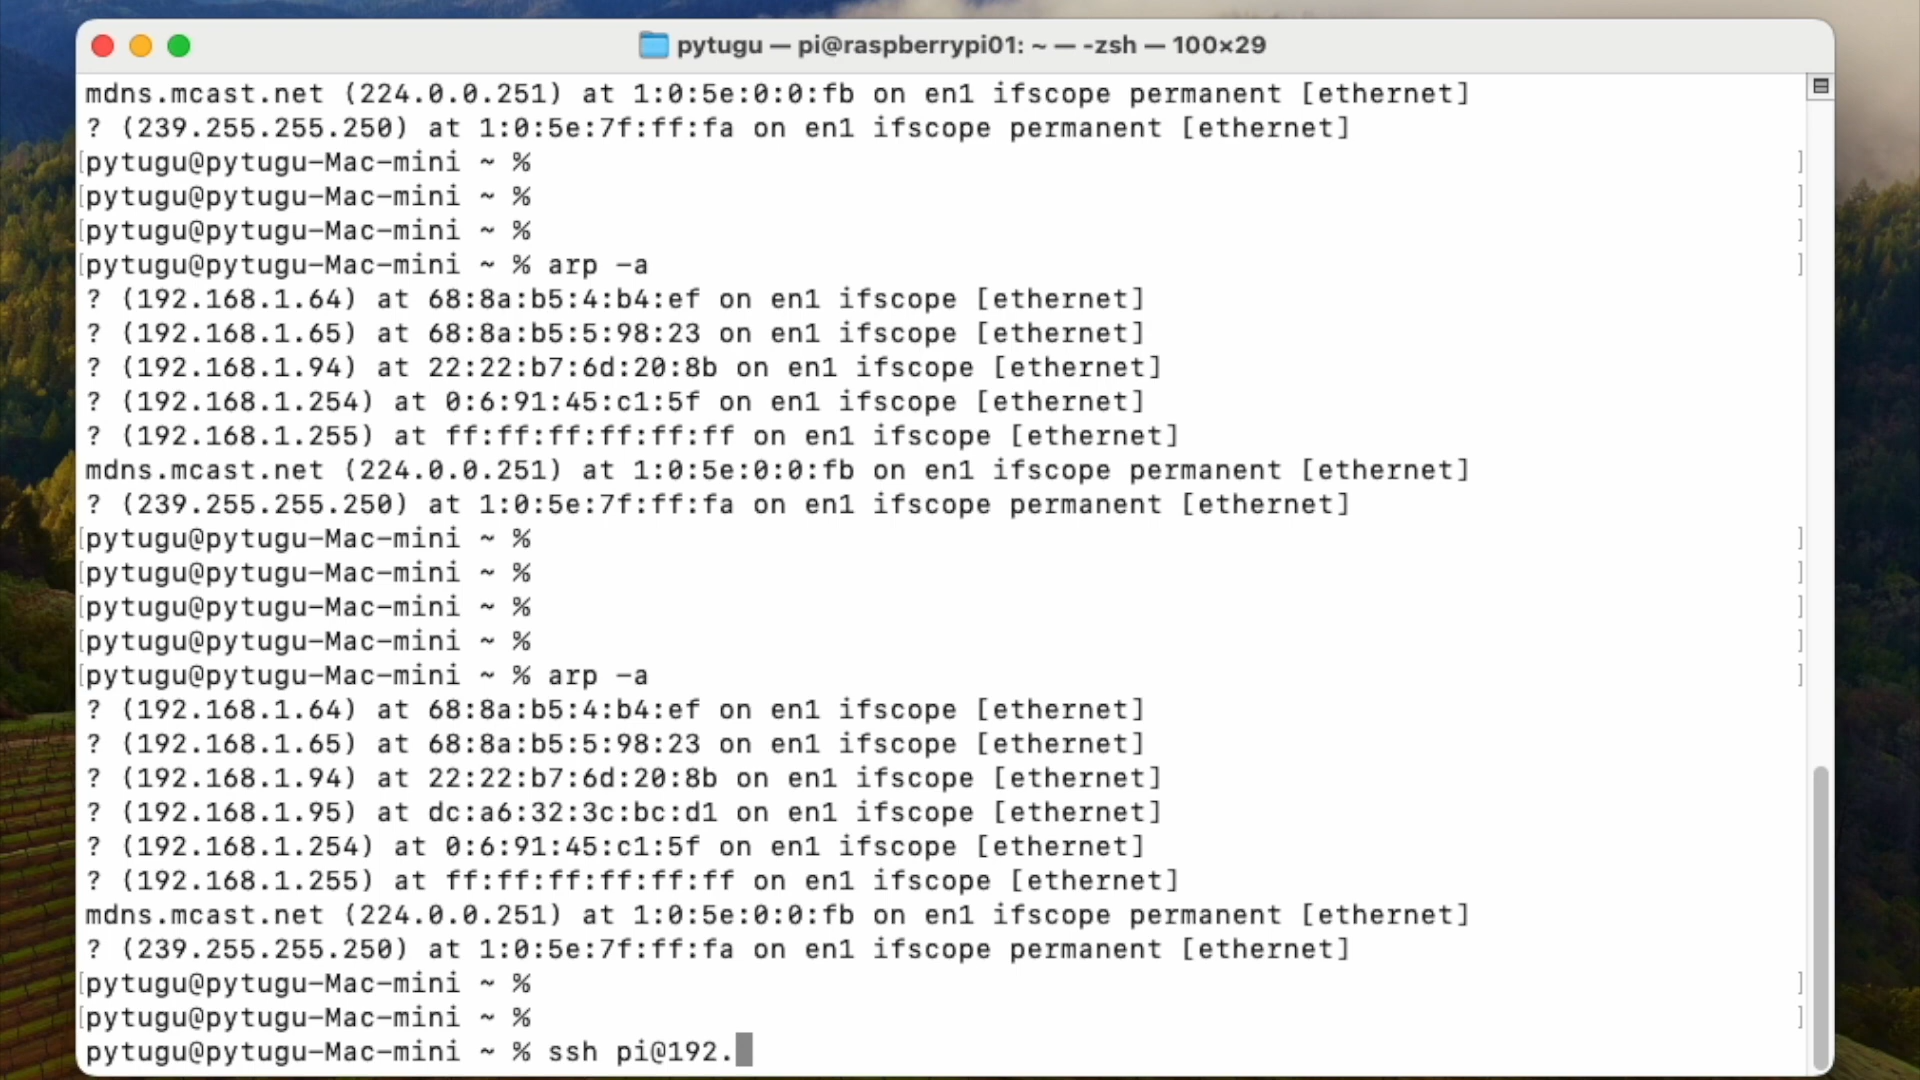 pytugu — pi@raspberrypi01: ~ — -zsh — 100×29
mdns.mcast.net (224.0.0.251) at 1:0:5e:0:0:fb on en1 ifscope permanent [ethernet]
? (239.255.255.250) at 1:0:5e:7f:ff:fa on en1 ifscope permanent [ethernet]
[pytugu@pytugu-Mac-mini ~ % ]
[pytugu@pytugu-Mac-mini ~ % ]
[pytugu@pytugu-Mac-mini ~ % ]
[pytugu@pytugu-Mac-mini ~ % arp -a ]
? (192.168.1.64) at 68:8a:b5:4:b4:ef on en1 ifscope [ethernet]
? (192.168.1.65) at 68:8a:b5:5:98:23 on en1 ifscope [ethernet]
? (192.168.1.94) at 22:22:b7:6d:20:8b on en1 ifscope [ethernet]
? (192.168.1.254) at 0:6:91:45:c1:5f on en1 ifscope [ethernet]
? (192.168.1.255) at ff:ff:ff:ff:ff:ff on en1 ifscope [ethernet]
mdns.mcast.net (224.0.0.251) at 1:0:5e:0:0:fb on en1 ifscope permanent [ethernet]
? (239.255.255.250) at 1:0:5e:7f:ff:fa on en1 ifscope permanent [ethernet]
[pytugu@pytugu-Mac-mini ~ % ]
[pytugu@pytugu-Mac-mini ~ % ]
[pytugu@pytugu-Mac-mini ~ % ]
[pytugu@pytugu-Mac-mini ~ % ]
[pytugu@pytugu-Mac-mini ~ % arp -a ]
? (192.168.1.64) at 68:8a:b5:4:b4:ef on en1 ifscope [ethernet]
? (192.168.1.65) at 68:8a:b5:5:98:23 on en1 ifscope [ethernet]
? (192.168.1.94) at 22:22:b7:6d:20:8b on en1 ifscope [ethernet]
? (192.168.1.95) at dc:a6:32:3c:bc:d1 on en1 ifscope [ethernet]
? (192.168.1.254) at 0:6:91:45:c1:5f on en1 ifscope [ethernet]
? (192.168.1.255) at ff:ff:ff:ff:ff:ff on en1 ifscope [ethernet]
mdns.mcast.net (224.0.0.251) at 1:0:5e:0:0:fb on en1 ifscope permanent [ethernet]
? (239.255.255.250) at 1:0:5e:7f:ff:fa on en1 ifscope permanent [ethernet]
[pytugu@pytugu-Mac-mini ~ % ]
[pytugu@pytugu-Mac-mini ~ % ]
pytugu@pytugu-Mac-mini ~ % ssh pi@192.